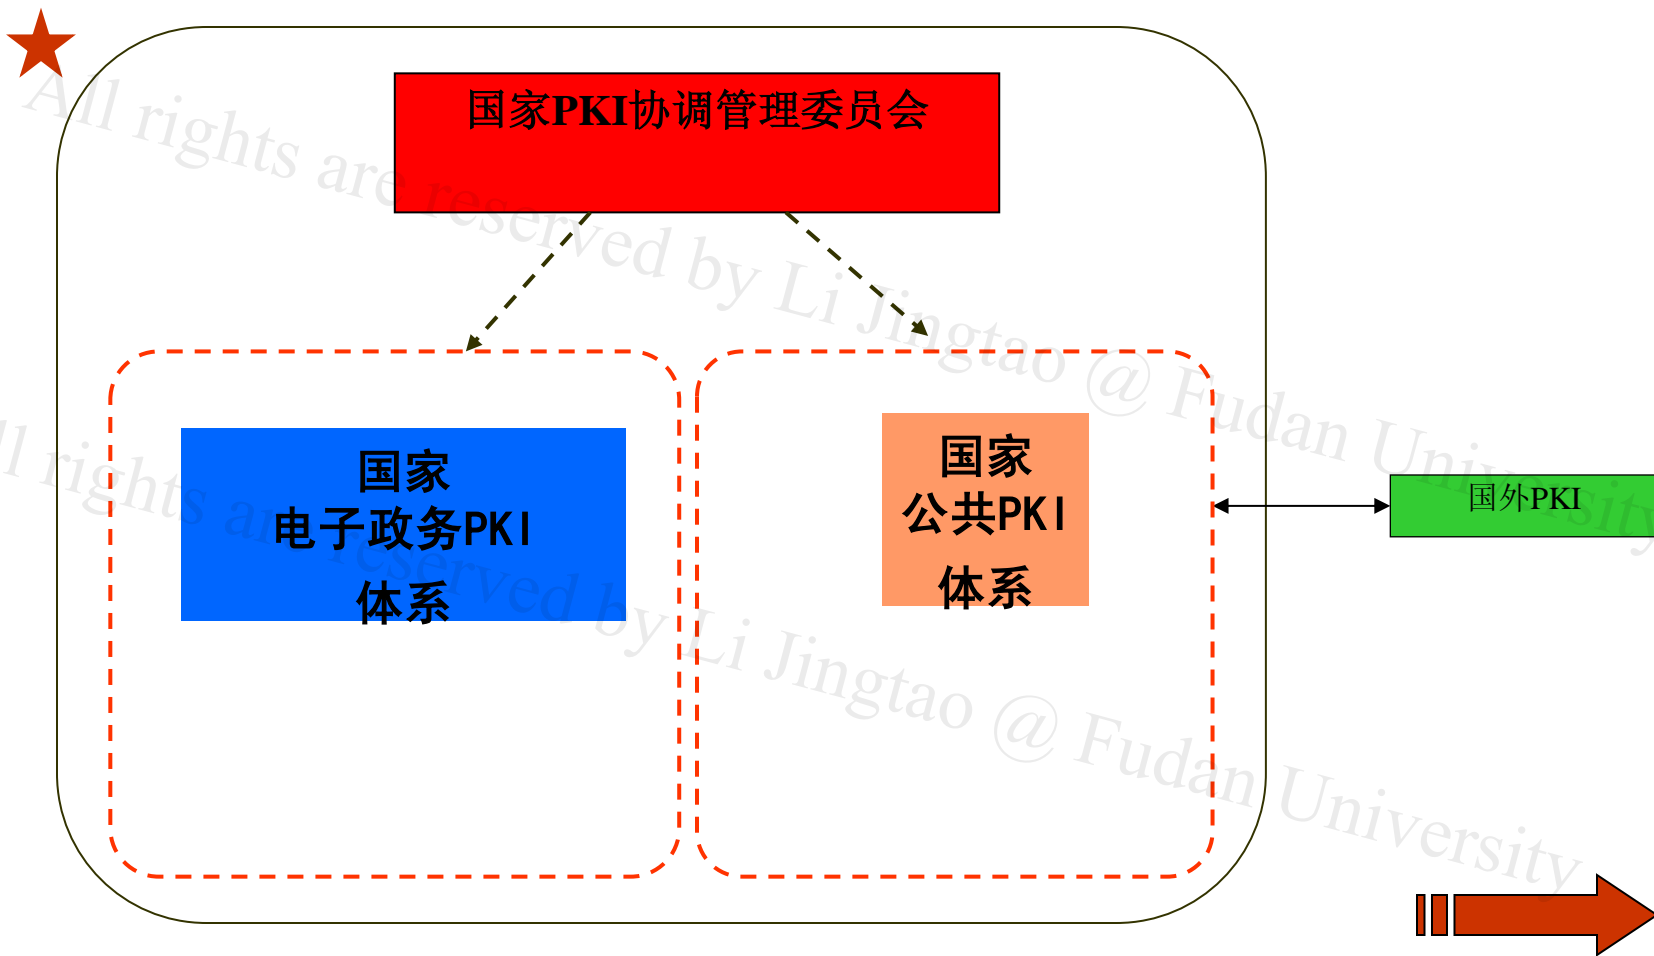 国家PKI协调管理委员会
国家
电子政务PKI
体系
国家
公共PKI
体系
国外PKI
All rights are reserved by Li Jingtao @ Fudan University
ll rights are reserved by Li Jingtao @ Fudan University